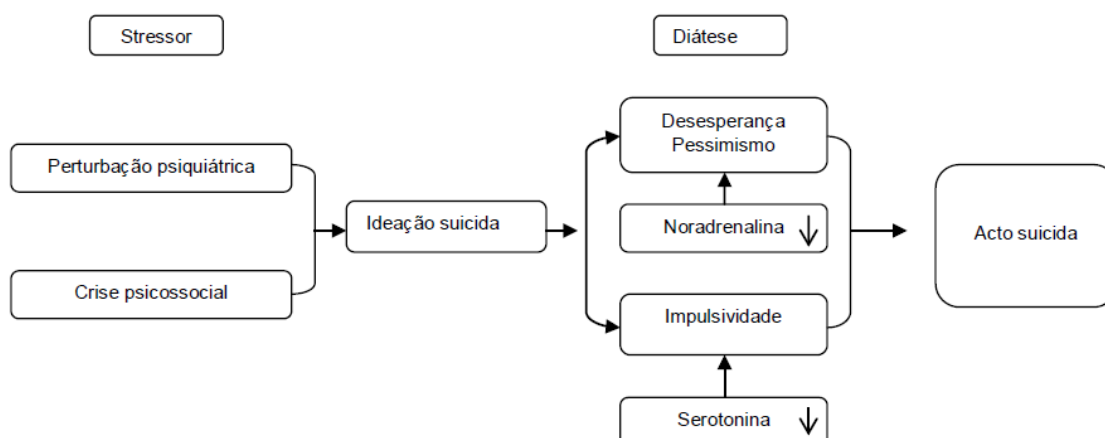 Stressor
Diátese
Desesperança
Pessimismo
Perturbação psiquiátrica
Ideação suicida
Noradrenalina
Acto suicida
Crise psicossocial
Impulsividade
Serotonina